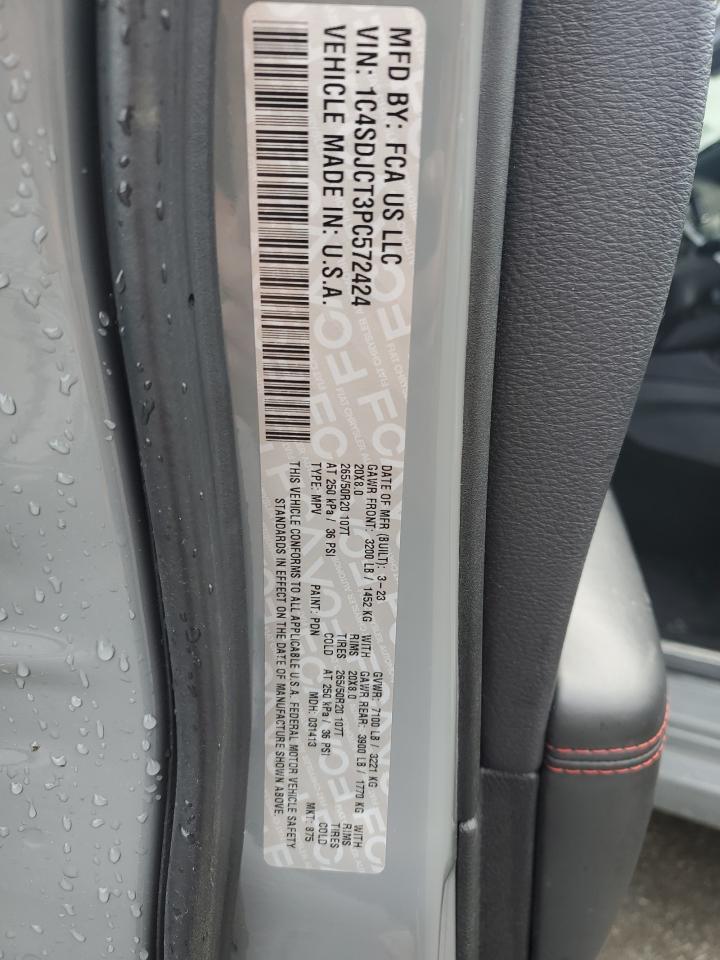 MFD BY: FCA US LLC
VIN: 1C4SDJCT3PC572424
VEHICLE MADE IN: U.S.A.
DATE OF MFR (BUILT): 3-23 GVWR: 7100 LB / 3221 KG
GAWR FRONT: 3200 LB / 1452 KG WITH GAWR REAR: 3900 LB / 1770 KG WITH
20X8.0 RIMS 20X8.0 RIMS
265/50R20 107T TIRES 265/50R20 107T TIRES
AT 250 kPa / 36 PSI COLD AT 250 kPa / 36 PSI COLD
TYPE: MPV PAINT: PDN MDH: 031413 MKT: 875
THIS VEHICLE CONFORMS TO ALL APPLICABLE U.S.A. FEDERAL MOTOR VEHICLE SAFETY
STANDARDS IN EFFECT ON THE DATE OF MANUFACTURE SHOWN ABOVE.